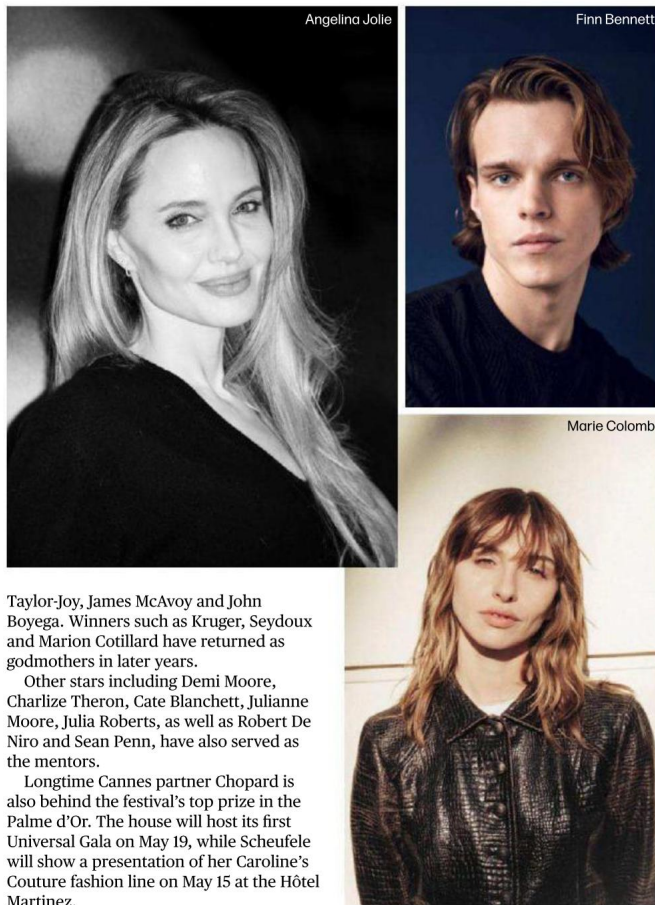 Angelina Jolie
Finn Bennett
Marie Colomb
Taylor-Joy, James McAvoy and John
Boyega. Winners such as Kruger, Seydoux
and Marion Cotillard have returned as
godmothers in later years.
Other stars including Demi Moore,
Charlize Theron, Cate Blanchett, Julianne
Moore, Julia Roberts, as well as Robert De
Niro and Sean Penn, have also served as
the mentors.
Longtime Cannes partner Chopard is
also behind the festival’s top prize in the
Palme d’Or. The house will host its first
Universal Gala on May 19, while Scheufele
will show a presentation of her Caroline’s
Couture fashion line on May 15 at the Hôtel
Martinez.